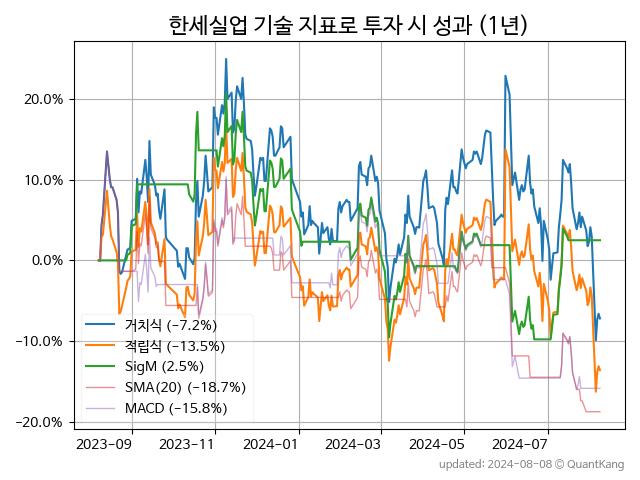 한세실업 기술 지표로 투자 시 성과 (1년)
20.0%
10.0%
0.0%
−10.0%
−20.0%
거치식 (−7.2%)
적립식 (−13.5%)
SigM (2.5%)
SMA(20) (−18.7%)
MACD (−15.8%)
2023-09 2023-11 2024-01 2024-03 2024-05 2024-07
updated: 2024-08-08 © QuantKang